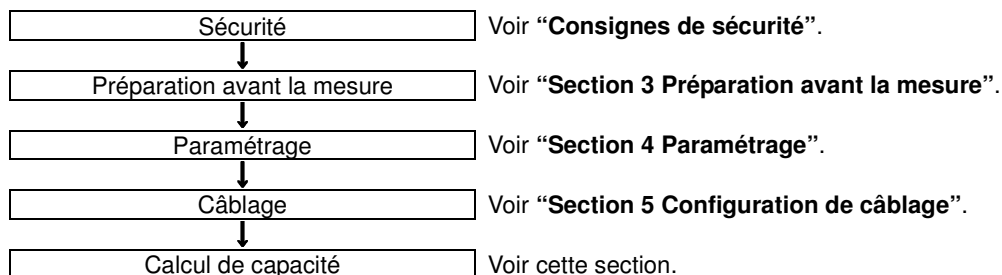 Sécurité Voir “Consignes de sécurité”.
Préparation avant la mesure Voir “Section 3 Préparation avant la mesure”.
Paramétrage Voir “Section 4 Paramétrage”.
Câblage Voir “Section 5 Configuration de câblage”.
Calcul de capacité Voir cette section.